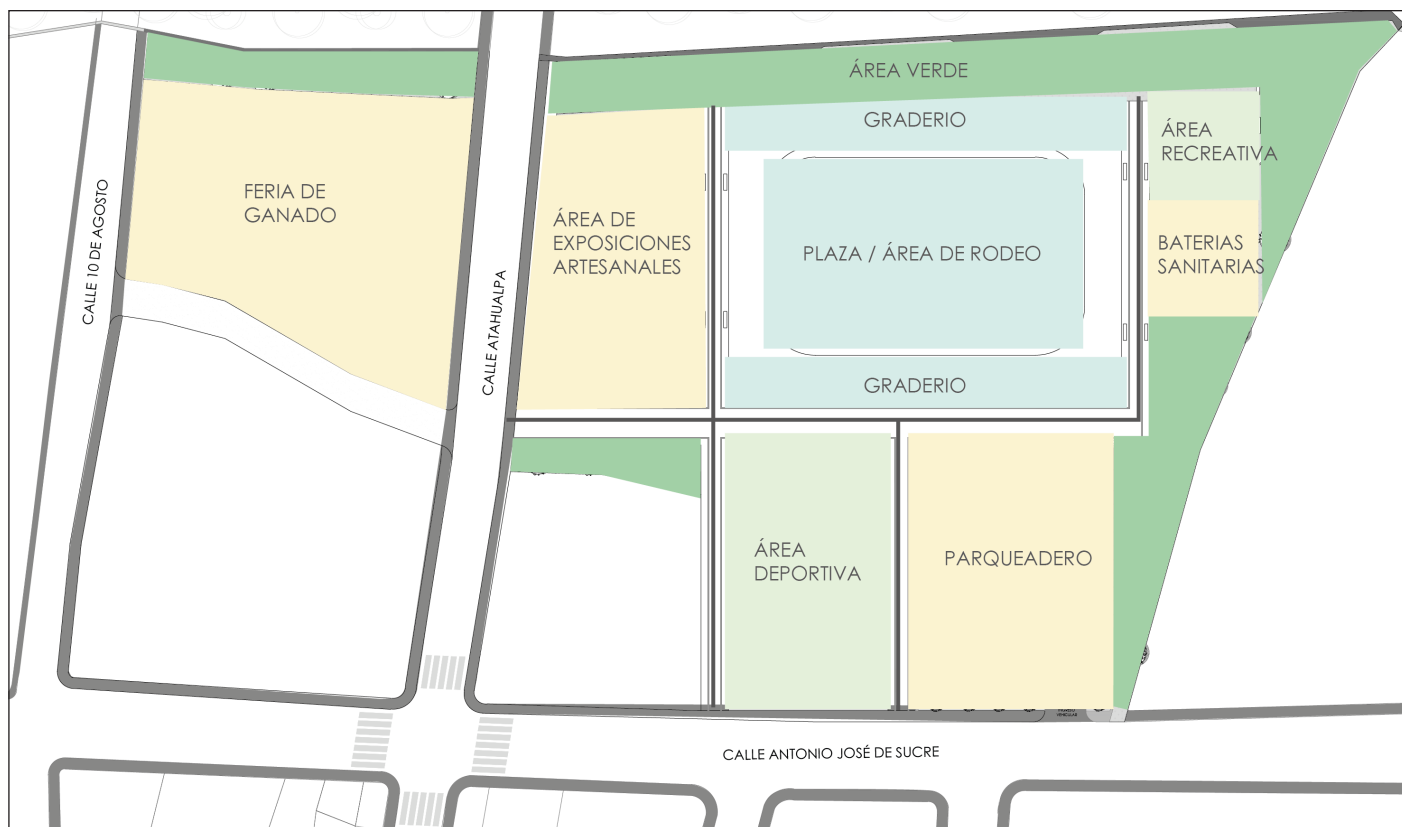 ÁREA VERDE
GRADERIO
ÁREA
RECREATIVA
FERIA DE
GANADO
CALLE 10 DE AGOSTO
ÁREA DE
EXPOSICIONES
ARTESANALES
PLAZA / ÁREA DE RODEO
BATERIAS
SANITARIAS
CALLE ATAHUALPA
GRADERIO
ÁREA
DEPORTIVA
PARQUEADERO
CALLE ANTONIO JOSÉ DE SUCRE